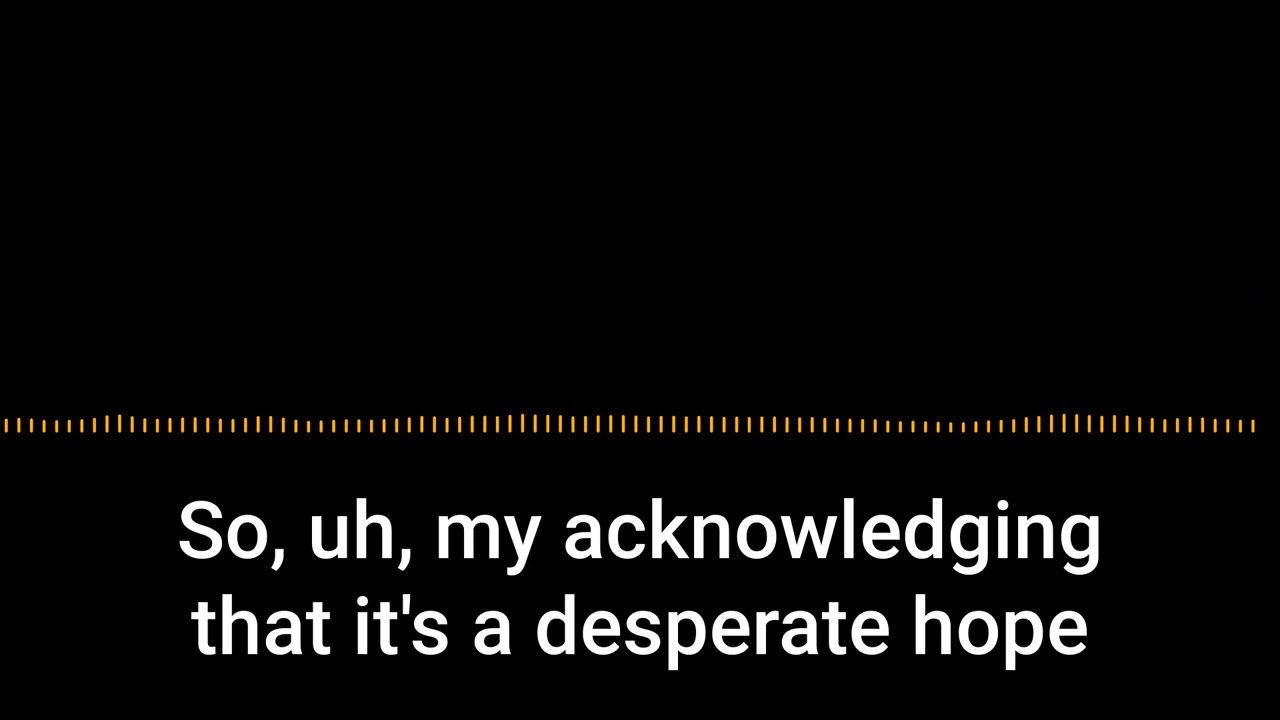 So, uh, my acknowledging
that it's a desperate hope